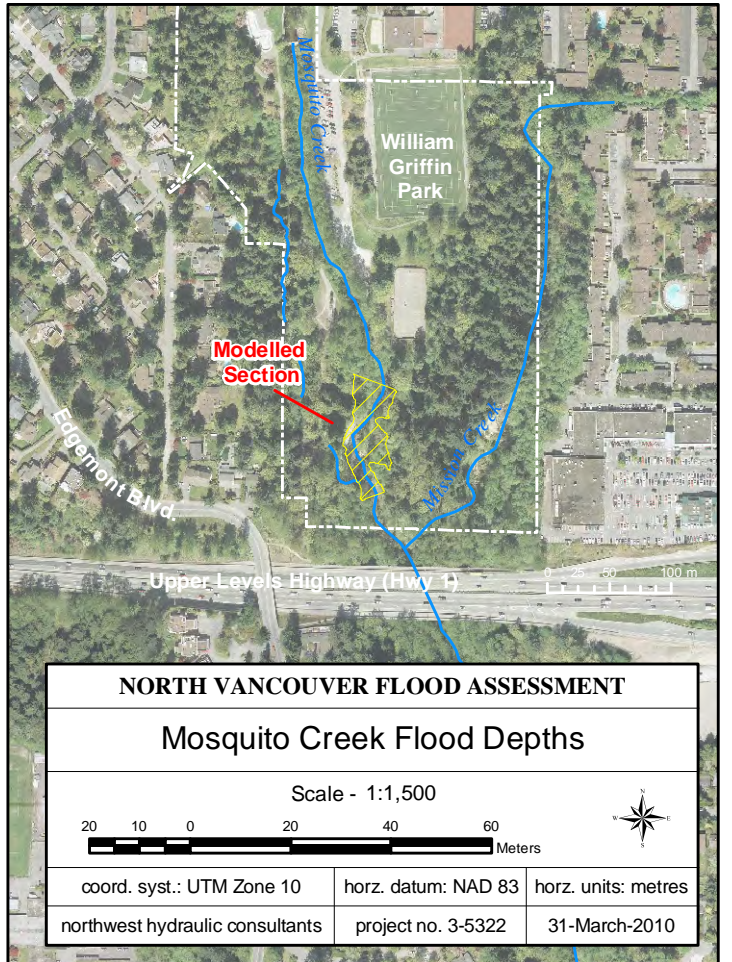 Mosquito Creek
William
Griffin
Park
Modelled
Section
Edgemont Blvd.
Mission Creek
Upper Levels Highway (Hwy 1)
0 25 50 100 m
NORTH VANCOUVER FLOOD ASSESSMENT
Mosquito Creek Flood Depths
Scale - 1:1,500
20 10 0 20 40 60
Meters
N
W E
S
coord. syst.: UTM Zone 10 horz. datum: NAD 83 horz. units: metres
northwest hydraulic consultants project no. 3-5322 31-March-2010